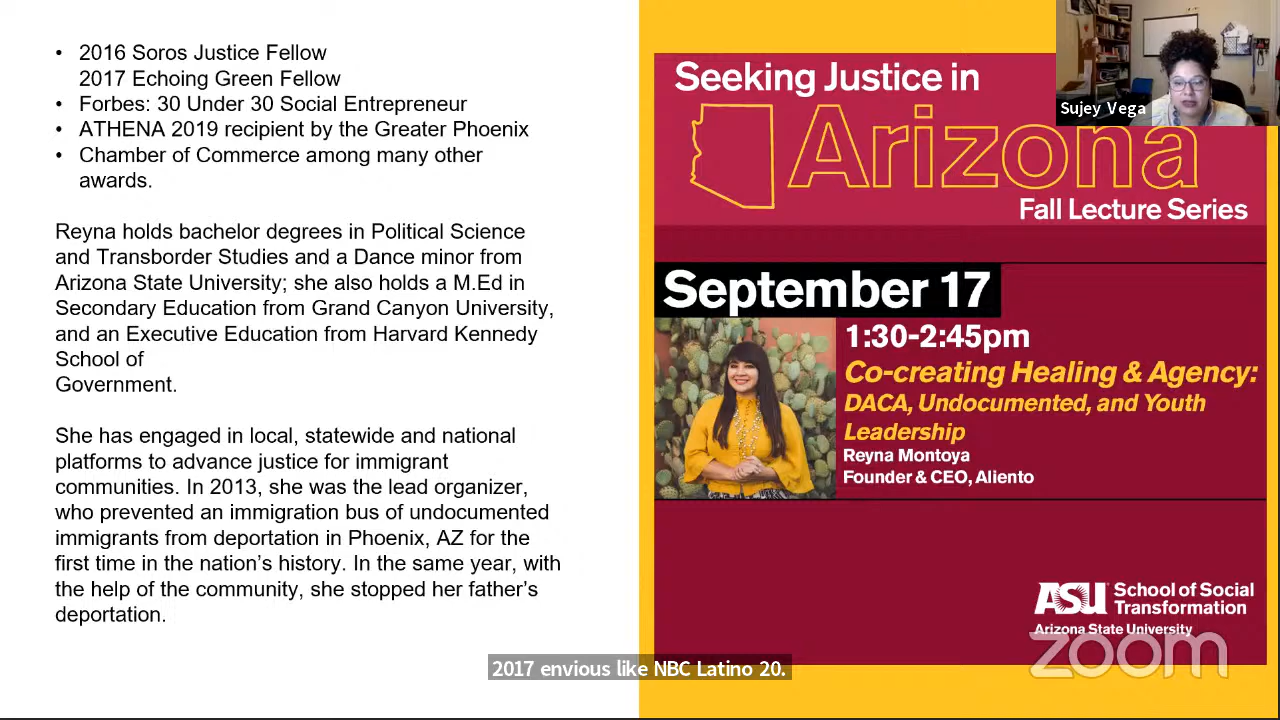 • 2016 Soros Justice Fellow
2017 Echoing Green Fellow
• Forbes: 30 Under 30 Social Entrepreneur
• ATHENA 2019 recipient by the Greater Phoenix
• Chamber of Commerce among many other
awards.
Reyna holds bachelor degrees in Political Science
and Transborder Studies and a Dance minor from
Arizona State University; she also holds a M.Ed in
Secondary Education from Grand Canyon University,
and an Executive Education from Harvard Kennedy
School of
Government.
She has engaged in local, statewide and national
platforms to advance justice for immigrant
communities. In 2013, she was the lead organizer,
who prevented an immigration bus of undocumented
immigrants from deportation in Phoenix, AZ for the
first time in the nation's history. In the same year, with
the help of the community, she stopped her father's
deportation.
Seeking Justice in
Arizona
Fall Lecture Series
September 17
1:30-2:45pm
Co-creating Healing & Agency:
DACA, Undocumented, and Youth
Leadership
Reyna Montoya
Founder & CEO, Aliento
ASU School of Social
Transformation
Arizona State University
zoom
Sujey Vega
2017 envious like NBC Latino 20.